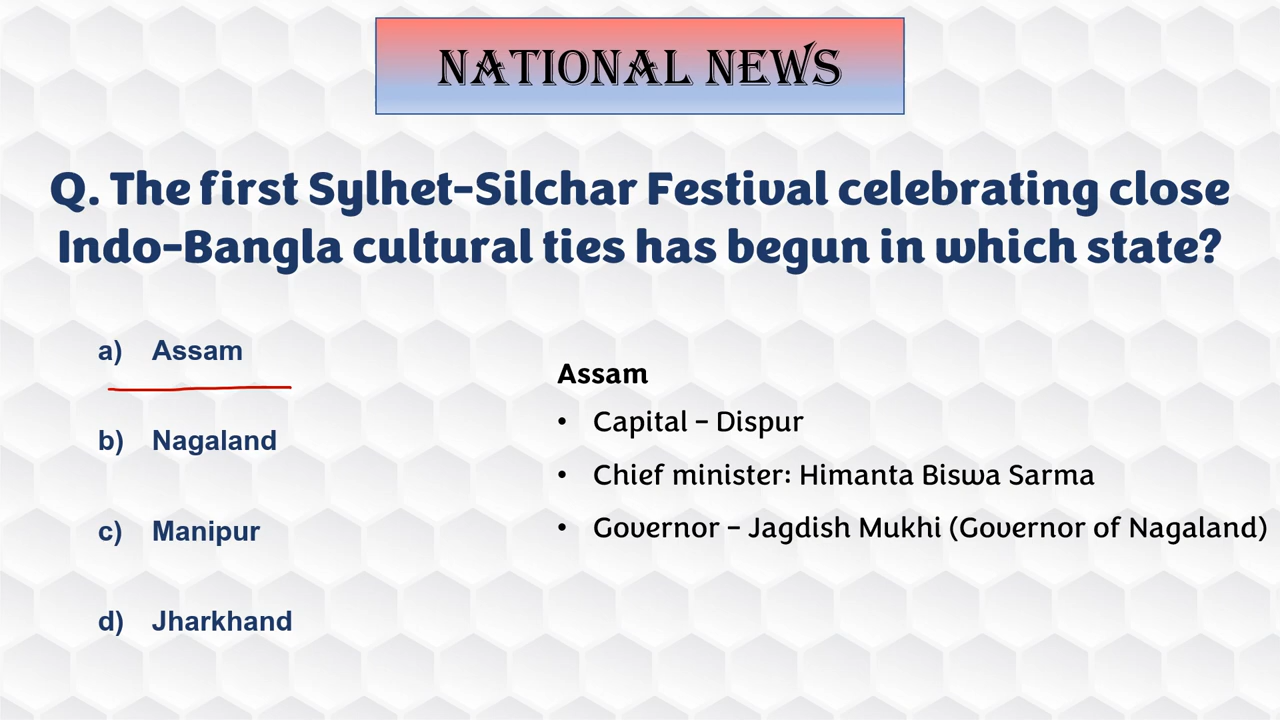 NATIONAL NEWS
Q. The first Sylhet-Silchar Festival celebrating close
Indo-Bangla cultural ties has begun in which state?
a) Assam
b) Nagaland
c) Manipur
d) Jharkhand
Assam
• Capital – Dispur
• Chief minister: Himanta Biswa Sarma
• Governor – Jagdish Mukhi (Governor of Nagaland)